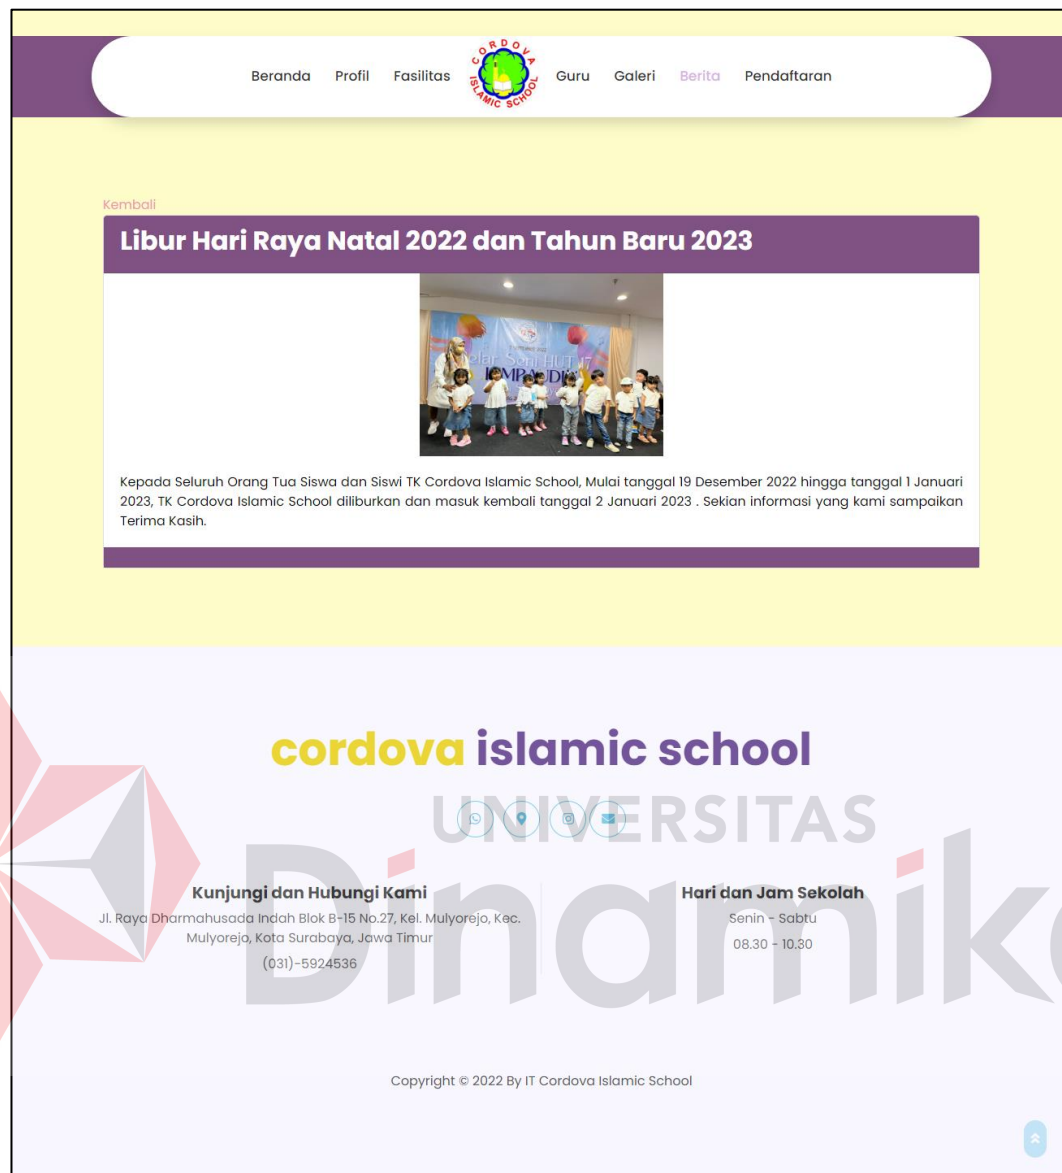 Beranda Profil Fasilitas CORDOVA ISLAMIC SCHOOL Guru Galeri Berita Pendaftaran
Kembali
Libur Hari Raya Natal 2022 dan Tahun Baru 2023
elar Seni HUT 17
Kepada Seluruh Orang Tua Siswa dan Siswi TK Cordova Islamic School, Mulai tanggal 19 Desember 2022 hingga tanggal 1 Januari
2023, TK Cordova Islamic School diliburkan dan masuk kembali tanggal 2 Januari 2023 . Sekian informasi yang kami sampaikan
Terima Kasih.
cordova islamic school
UNIVERSITAS
Dinamika
Kunjungi dan Hubungi Kami
Jl. Raya Dharmahusada Indah Blok B-15 No.27, Kel. Mulyorejo, Kec.
Mulyorejo, Kota Surabaya, Jawa Timur
(031)-5924536
Hari dan Jam Sekolah
Senin - Sabtu
08.30 - 10.30
Copyright © 2022 By IT Cordova Islamic School